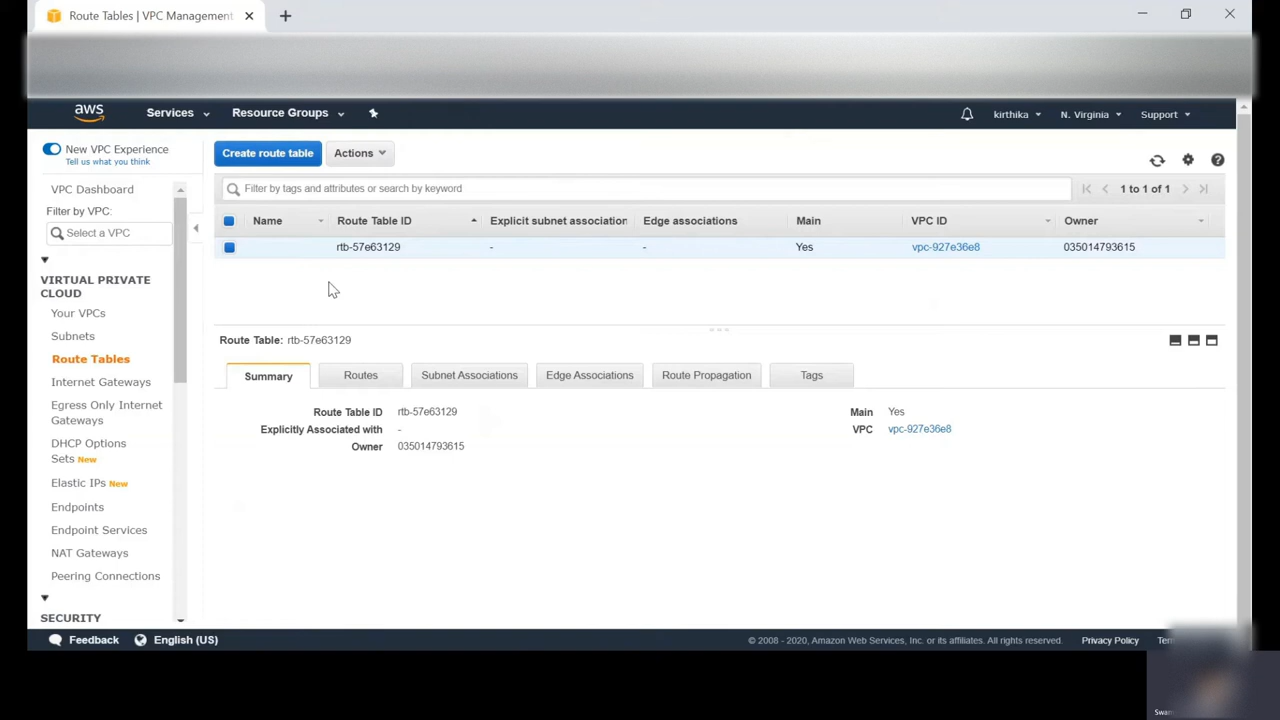 Route Tables | VPC Management
aws
Services
Resource Groups
kirthika
N. Virginia
Support
New VPC Experience
Tell us what you think
VPC Dashboard
Filter by VPC:
Select a VPC
VIRTUAL PRIVATE
CLOUD
Your VPCs
Subnets
Route Tables
Internet Gateways
Egress Only Internet
Gateways
DHCP Options
Sets New
Elastic IPs New
Endpoints
Endpoint Services
NAT Gateways
Peering Connections
SECURITY
Create route table
Actions
Filter by tags and attributes or search by keyword
1 to 1 of 1
Name Route Table ID Explicit subnet association Edge associations Main VPC ID Owner
rtb-57e63129 - - Yes vpc-927e36e8 035014793615
Route Table: rtb-57e63129
Summary Routes Subnet Associations Edge Associations Route Propagation Tags
Route Table ID rtb-57e63129 Main Yes
Explicitly Associated with - VPC vpc-927e36e8
Owner 035014793615
Feedback English (US) © 2008 - 2020, Amazon Web Services, Inc. or its affiliates. All rights reserved. Privacy Policy